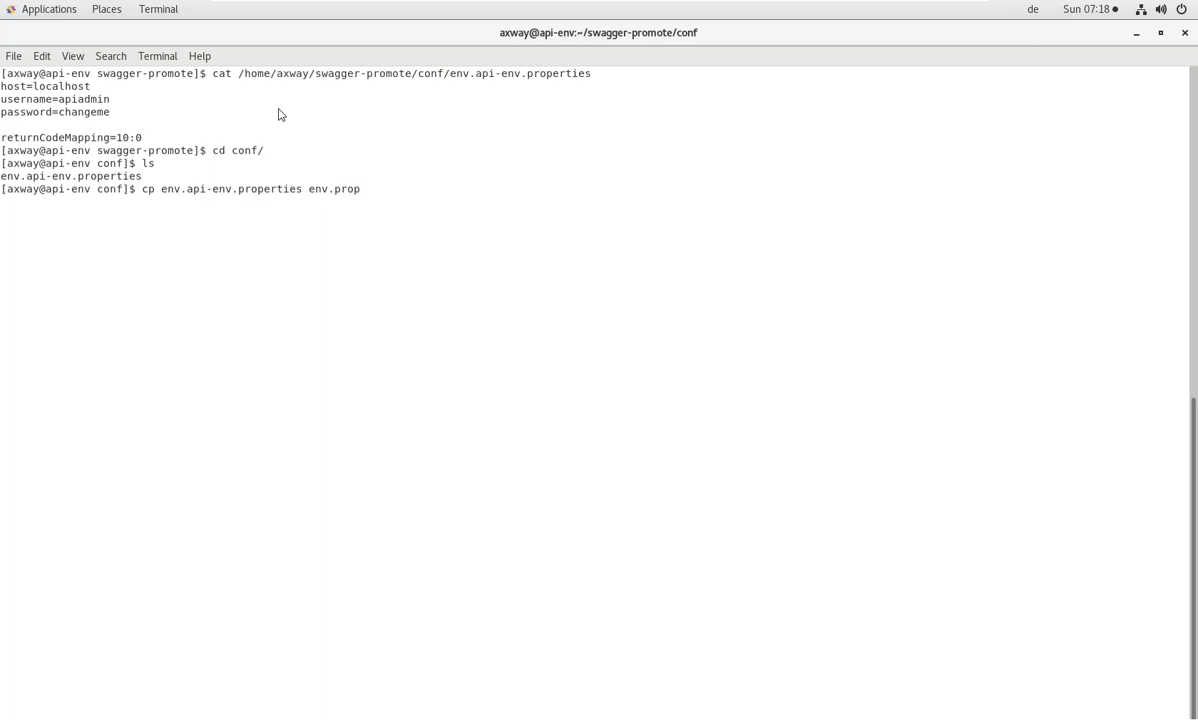 Applications Places Terminal de Sun 07:18
axway@api-env:~/swagger-promote/conf
File Edit View Search Terminal Help
[axway@api-env swagger-promote]$ cat /home/axway/swagger-promote/conf/env.api-env.properties
host=localhost
username=apiadmin
password=changeme
returnCodeMapping=10:0
[axway@api-env swagger-promote]$ cd conf/
[axway@api-env conf]$ ls
env.api-env.properties
[axway@api-env conf]$ cp env.api-env.properties env.prop